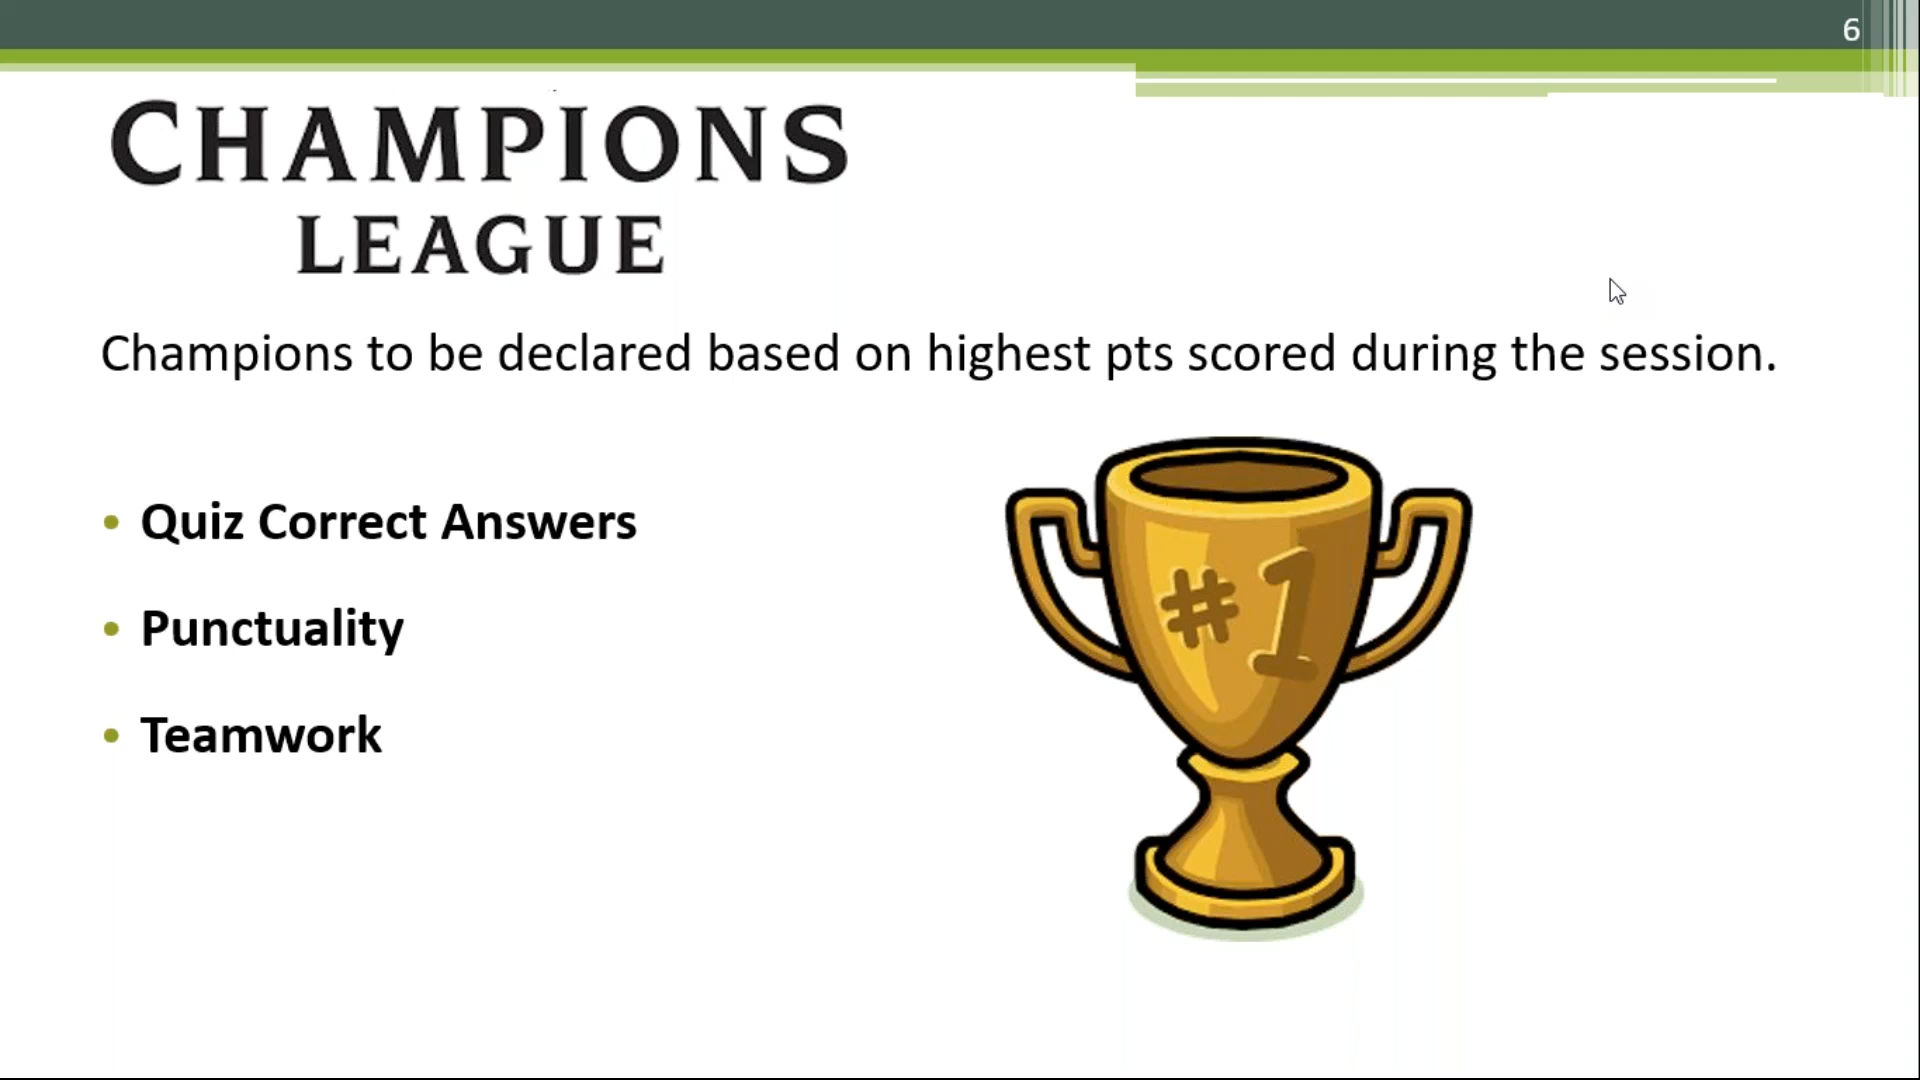 6
CHAMPIONS
LEAGUE
Champions to be declared based on highest pts scored during the session.
• Quiz Correct Answers
• Punctuality
• Teamwork
#1